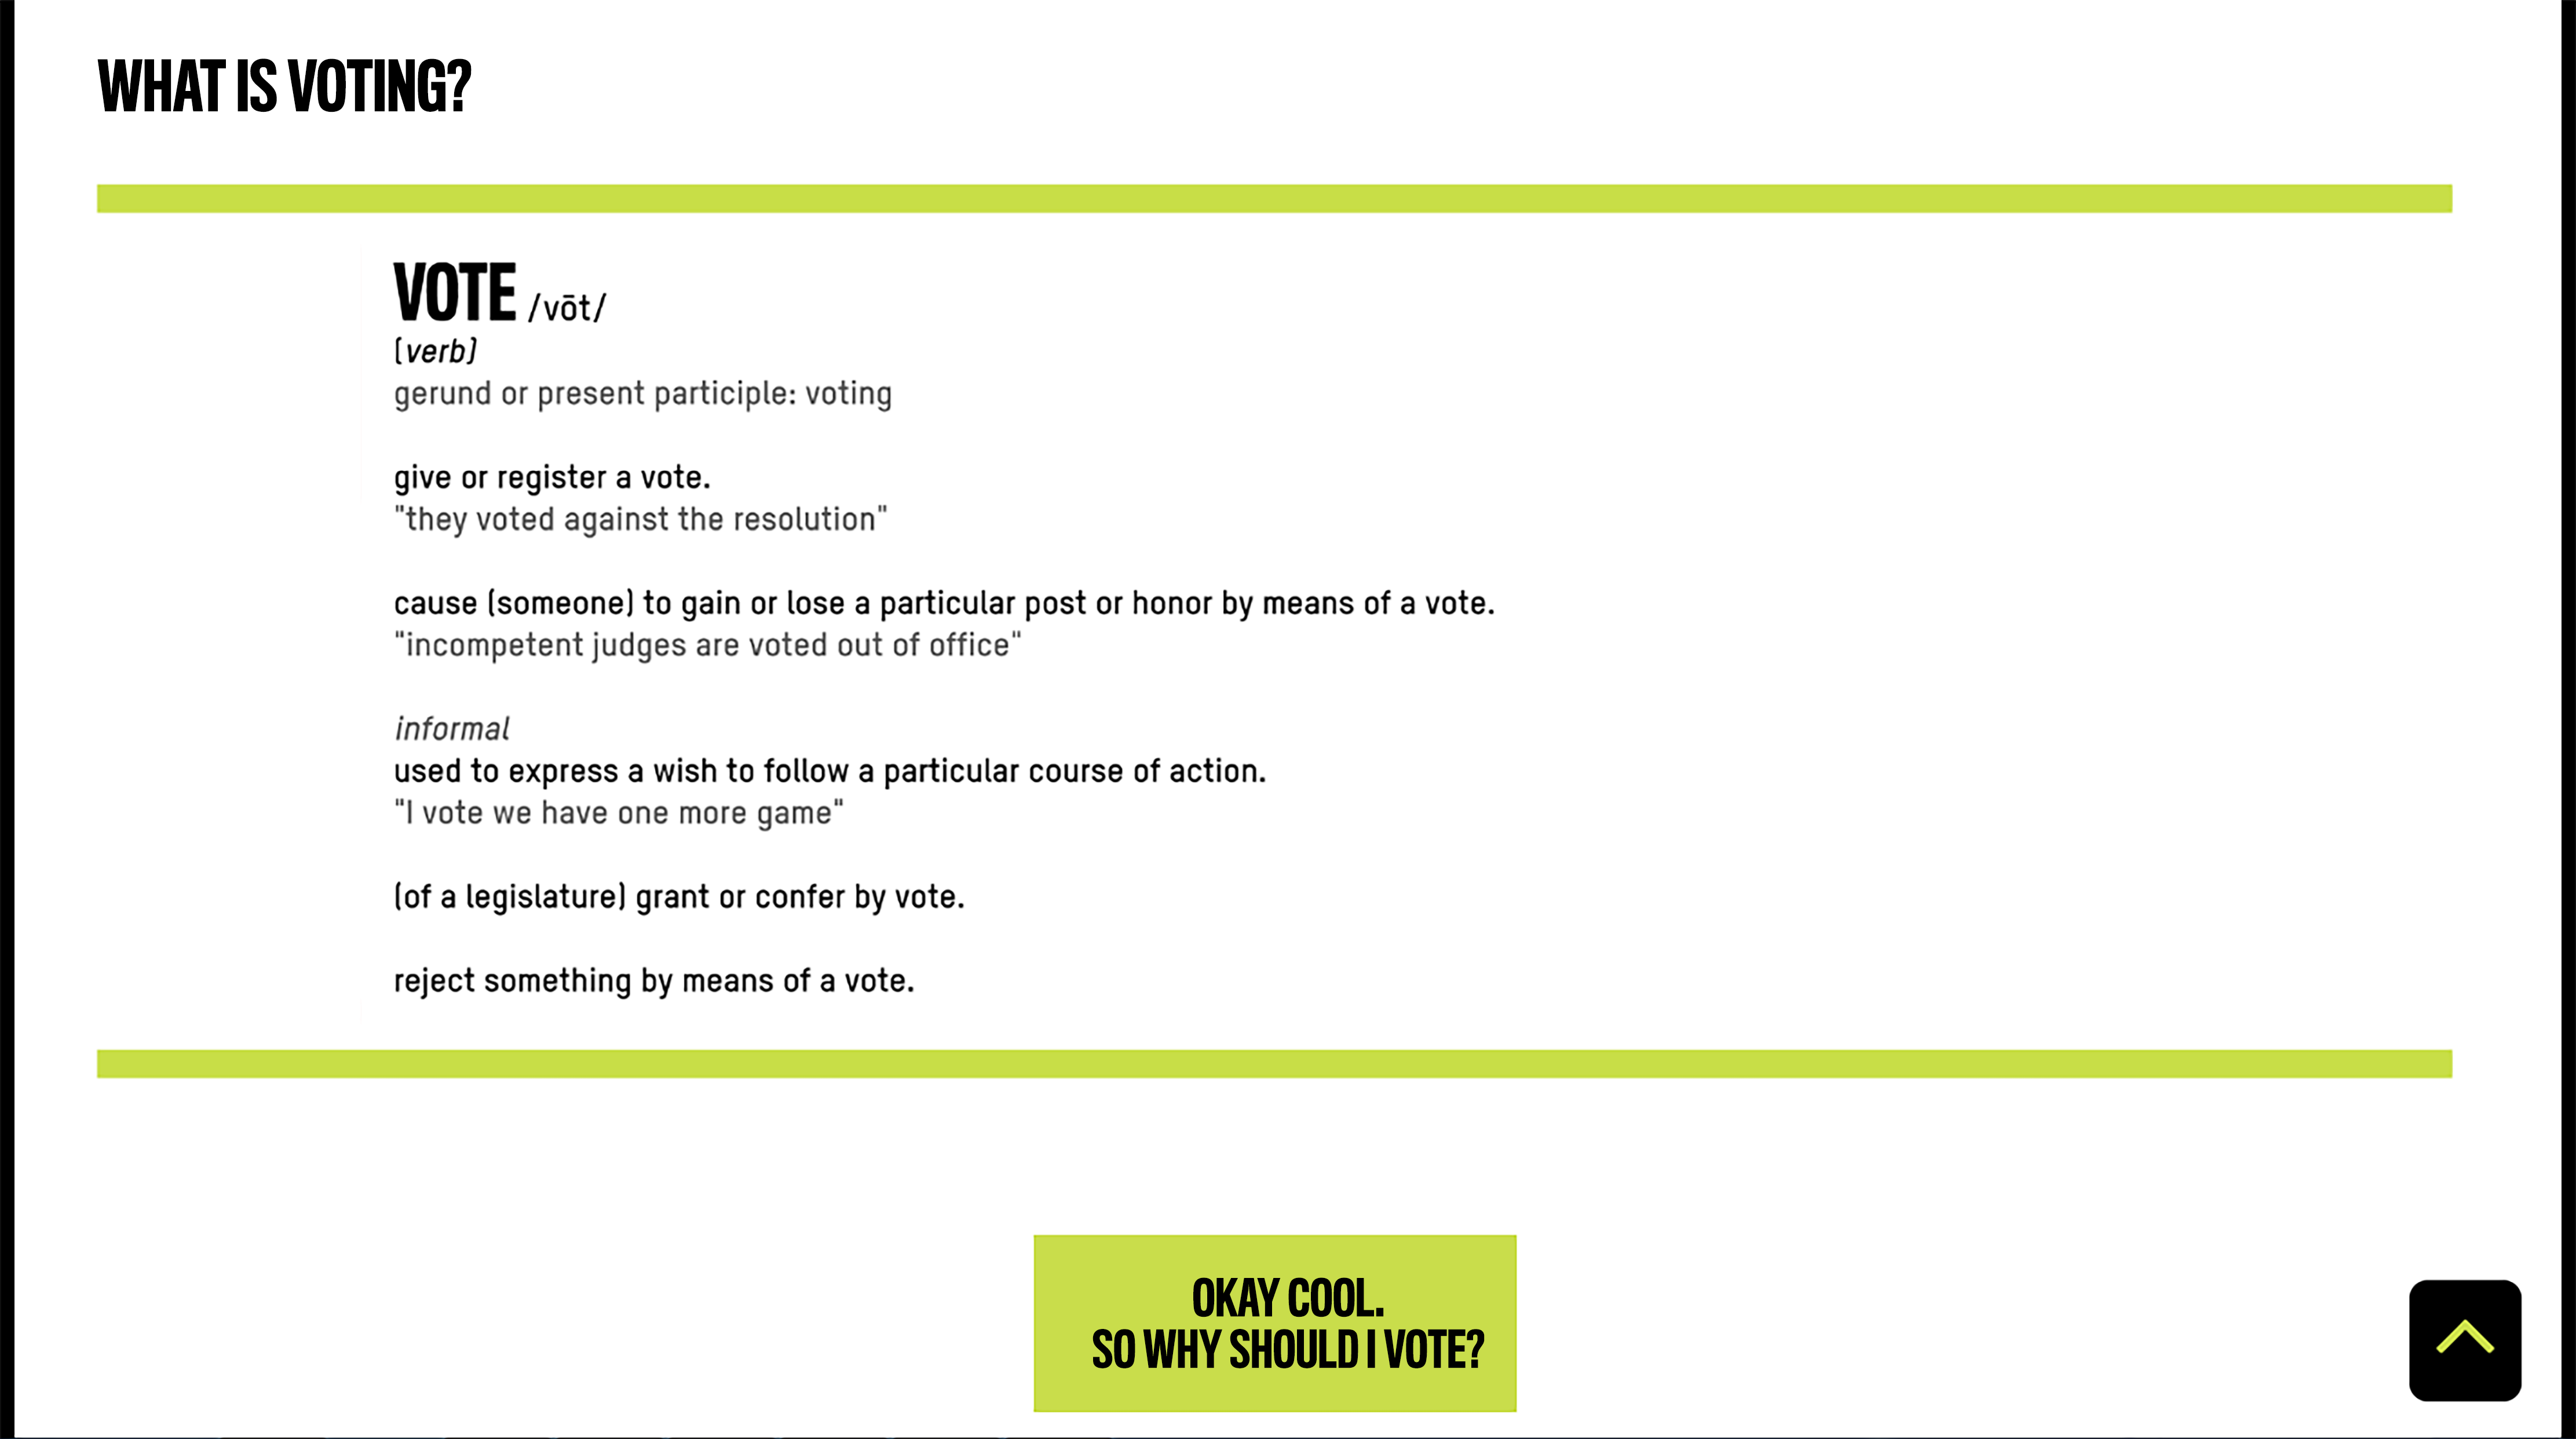 WHAT IS VOTING?
VOTE /vōt/
(verb)
gerund or present participle: voting
give or register a vote.
"they voted against the resolution"
cause (someone) to gain or lose a particular post or honor by means of a vote.
"incompetent judges are voted out of office"
informal
used to express a wish to follow a particular course of action.
"I vote we have one more game"
(of a legislature) grant or confer by vote.
reject something by means of a vote.
OKAY COOL.
SO WHY SHOULD I VOTE?